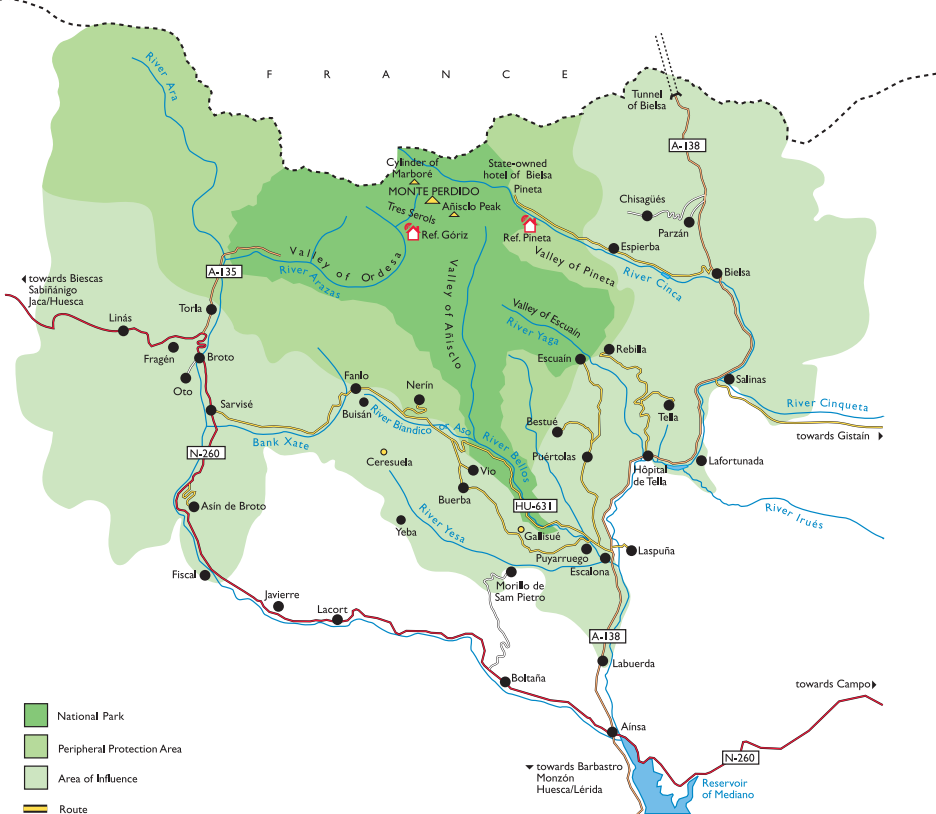 F R A N C E
River Ara
Tunnel
of Bielsa
A-138
Cylinder of
Marboré
State-owned
hotel of Bielsa
Pineta
MONTE PERDIDO
Añisclo Peak
Tres Serols
Chisagüés
Parzán
Ref. Góriz
Ref. Pineta
Espierba
Valley of Ordesa
Valley of Pineta
River Arazas
River Cinca
Bielsa
A-135
towards Biescas
Sabiñánigo
Jaca/Huesca
Torla
Linás
Fragén
Broto
Oto
Valley of Añisclo
Valley of Escuaín
River Yaga
Escuaín
Rebilla
Salinas
River Cinqueta
towards Gistaín
Fanlo
Nerín
Buisán
Sarvisé
River Biandico or Aso
River Bellos
Bestué
Tella
Bank Xate
Ceresuela
Vio
Puértolas
Hôpital
de Tella
Lafortunada
N-260
Buerba
HU-631
River Irués
Asín de Broto
Yeba
River Yesa
Gallisué
Puyarruego
Laspuña
Escalona
Fiscal
Morillo de
Sam Pietro
Javierre
Lacort
A-138
Labuerda
Boltaña
towards Campo
Ainsa
N-260
towards Barbastro
Monzón
Huesca/Lérida
Reservoir
of Mediano
National Park
Peripheral Protection Area
Area of Influence
Route